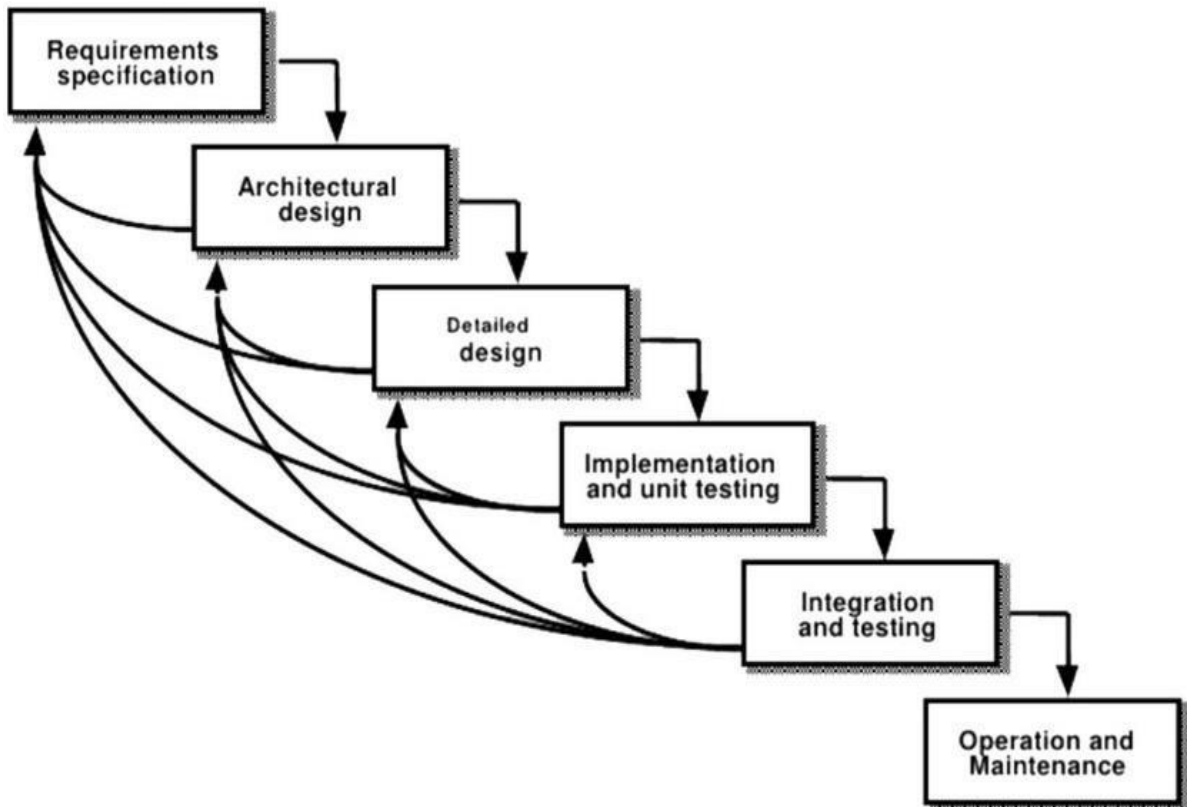 Requirements
specification
Architectural
design
Detailed
design
Implementation
and unit testing
Integration
and testing
Operation and
Maintenance